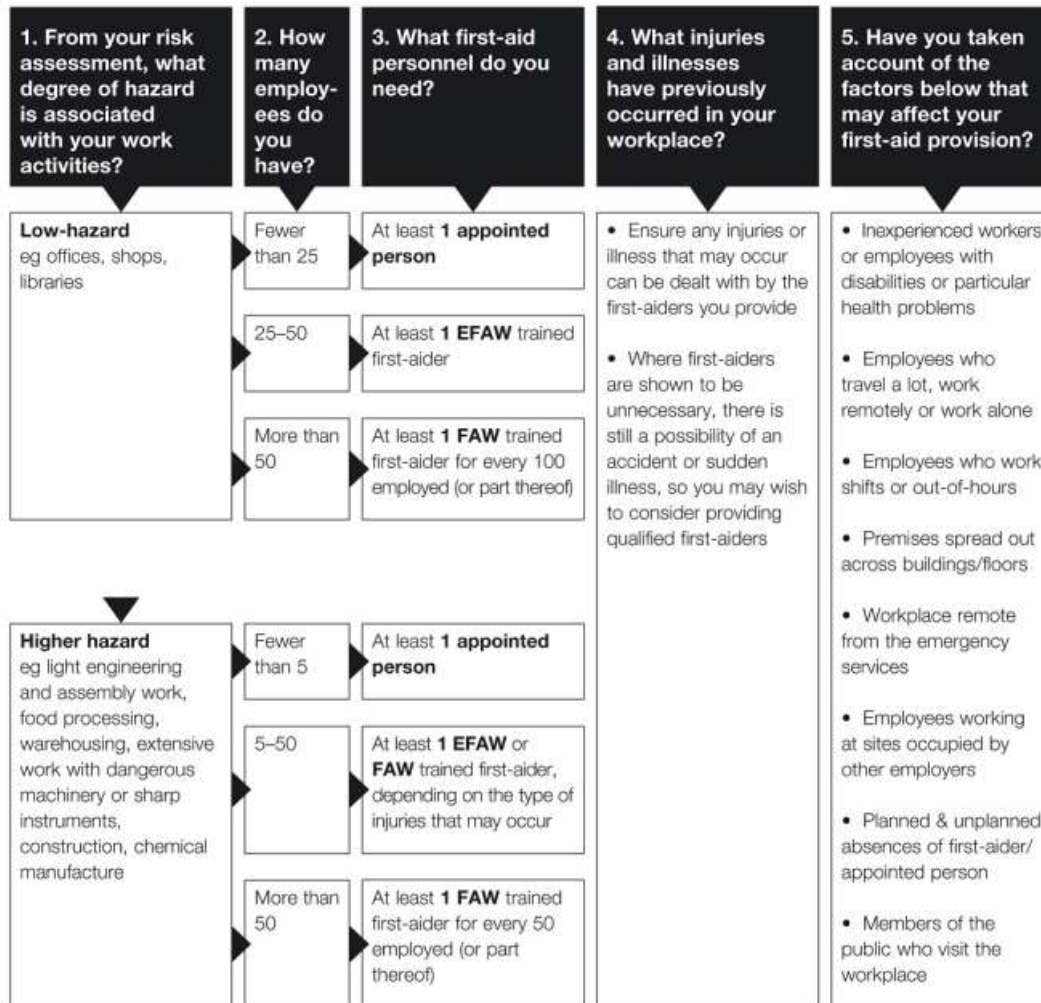 1. From your risk
assessment, what
degree of hazard
is associated
with your work
activities?
2. How
many
employ-
ees do
you
have?
3. What first-aid
personnel do you
need?
4. What injuries
and illnesses
have previously
occurred in your
workplace?
5. Have you taken
account of the
factors below that
may affect your
first-aid provision?
Low-hazard
eg offices, shops,
libraries
Fewer
than 25
At least 1 appointed
person
25–50
At least 1 EFAW trained
first-aider
More than
50
At least 1 FAW trained
first-aider for every 100
employed (or part thereof)
Higher hazard
eg light engineering
and assembly work,
food processing,
warehousing, extensive
work with dangerous
machinery or sharp
instruments,
construction, chemical
manufacture
Fewer
than 5
At least 1 appointed
person
5–50
At least 1 EFAW or
FAW trained first-aider,
depending on the type of
injuries that may occur
More than
50
At least 1 FAW trained
first-aider for every 50
employed (or part
thereof)
• Ensure any injuries or
illness that may occur
can be dealt with by the
first-aiders you provide
• Where first-aiders
are shown to be
unnecessary, there is
still a possibility of an
accident or sudden
illness, so you may wish
to consider providing
qualified first-aiders
• Inexperienced workers
or employees with
disabilities or particular
health problems
• Employees who
travel a lot, work
remotely or work alone
• Employees who work
shifts or out-of-hours
• Premises spread out
across buildings/floors
• Workplace remote
from the emergency
services
• Employees working
at sites occupied by
other employers
• Planned & unplanned
absences of first-aider/
appointed person
• Members of the
public who visit the
workplace